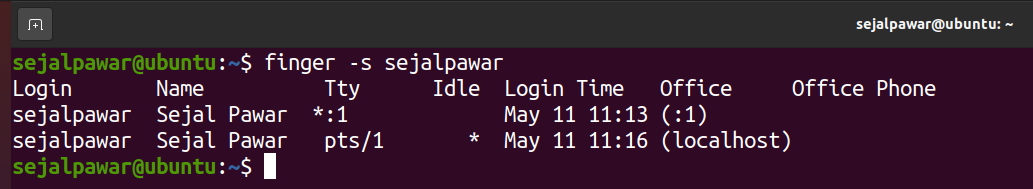 sejalpawar@ubuntu: ~
sejalpawar@ubuntu:~$ finger -s sejalpawar
Login       Name          Tty      Idle  Login Time   Office     Office Phone
sejalpawar  Sejal Pawar  *:1             May 11 11:13 (:1)
sejalpawar  Sejal Pawar   pts/1       *  May 11 11:16 (localhost)
sejalpawar@ubuntu:~$